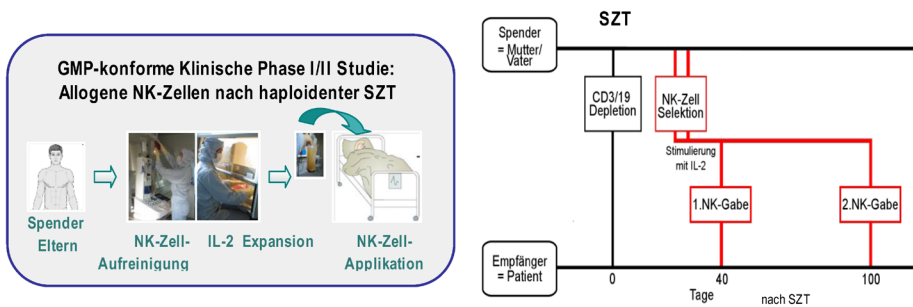 GMP-konforme Klinische Phase I/II Studie:
Allogene NK-Zellen nach haploidenter SZT
Spender
Eltern
NK-Zell-
Aufreinigung
IL-2 Expansion
NK-Zell-
Applikation
SZT
Spender
= Mutter/
Vater
CD3/19
Depletion
NK-Zell
Selektion
Stimulierung
mit IL-2
1.NK-Gabe
2.NK-Gabe
Empfänger
= Patient
0
40
100
Tage
nach SZT